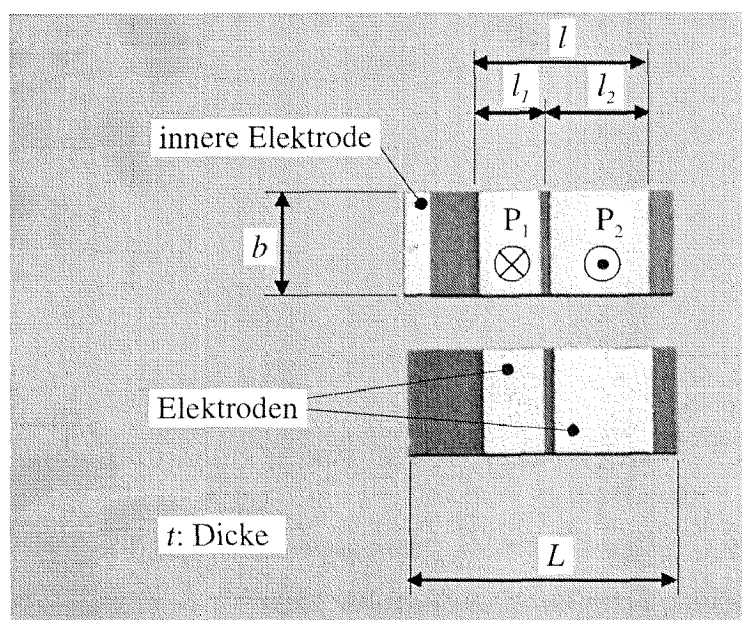 l
l1 l2
innere Elektrode
b
P1 P2
Elektroden
t: Dicke
L